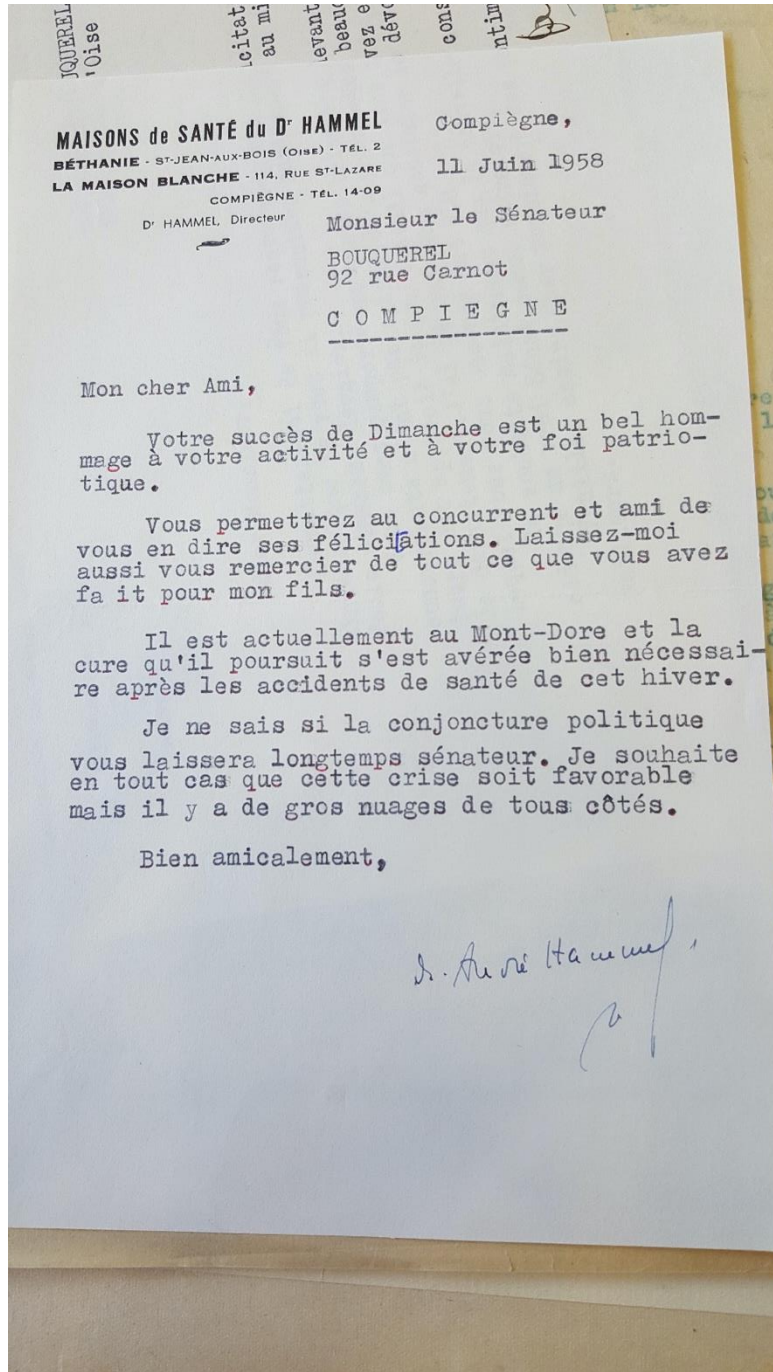 MAISONS de SANTÉ du Dr HAMMEL
BÉTHANIE - ST-JEAN-AUX-BOIS (OISE) - TÉL. 2
LA MAISON BLANCHE - 114, RUE ST-LAZARE
COMPIÈGNE - TÉL. 14-09
Dr HAMMEL, Directeur
Compiègne,
11 Juin 1958
Monsieur le Sénateur
BOUQUEREL
92 rue Carnot
C O M P I E G N E
Mon cher Ami,
Votre succès de Dimanche est un bel hom-
mage à votre activité et à votre foi patrio-
tique.
Vous permettrez au concurrent et ami de
vous en dire ses félicitations. Laissez-moi
aussi vous remercier de tout ce que vous avez
fa it pour mon fils.
Il est actuellement au Mont-Dore et la
cure qu'il poursuit s'est avérée bien nécessai-
re après les accidents de santé de cet hiver.
Je ne sais si la conjoncture politique
vous laissera longtemps sénateur. Je souhaite
en tout cas que cette crise soit favorable
mais il y a de gros nuages de tous côtés.
Bien amicalement,
Dr. André Hammel